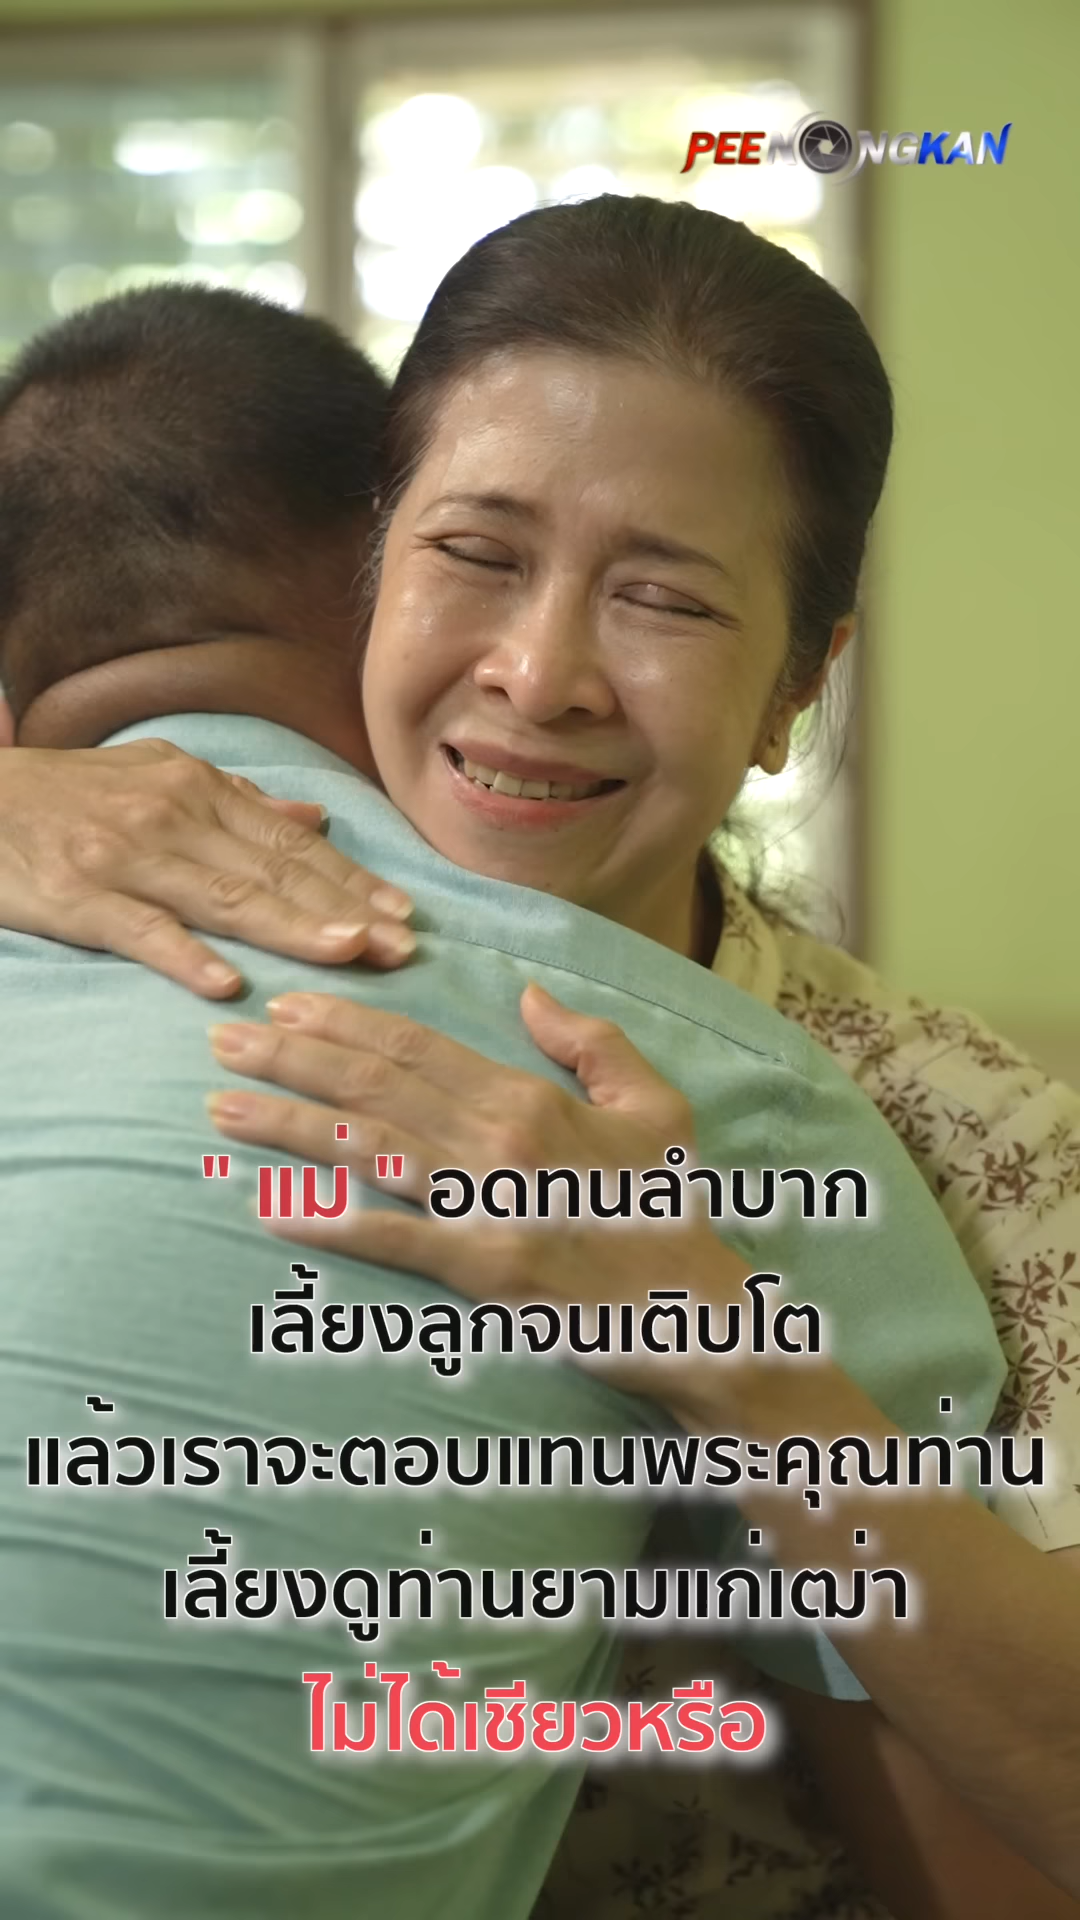 PEENONGKAN
" แม่ " อดทนลำบาก
เลี้ยงลูกจนเติบโต
แล้วเราจะตอบแทนพระคุณท่าน
เลี้ยงดูท่านยามแก่เฒ่า
ไม่ได้เชียวหรือ